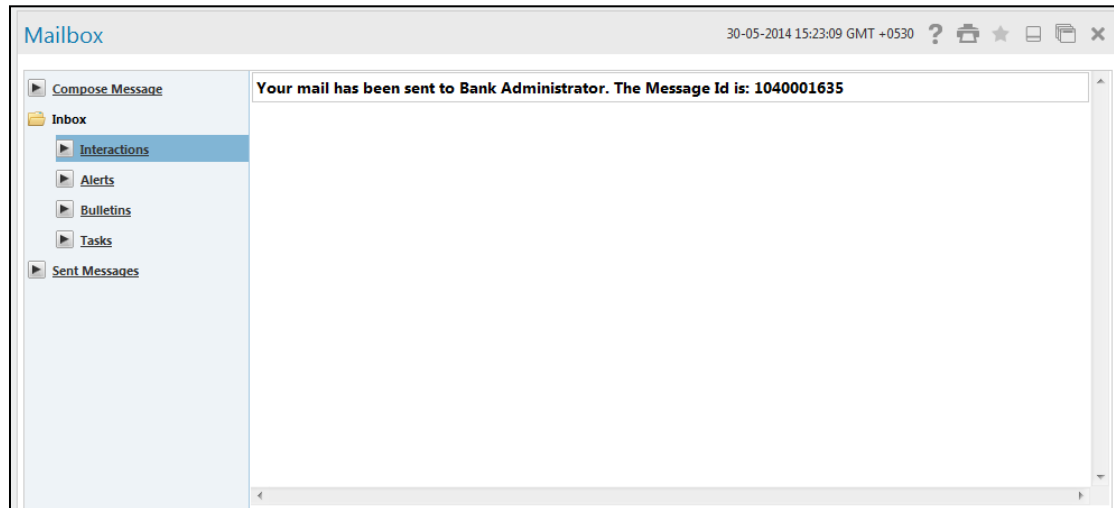 Mailbox
30-05-2014 15:23:09 GMT +0530
Compose Message
Your mail has been sent to Bank Administrator. The Message Id is: 1040001635
Inbox
Interactions
Alerts
Bulletins
Tasks
Sent Messages